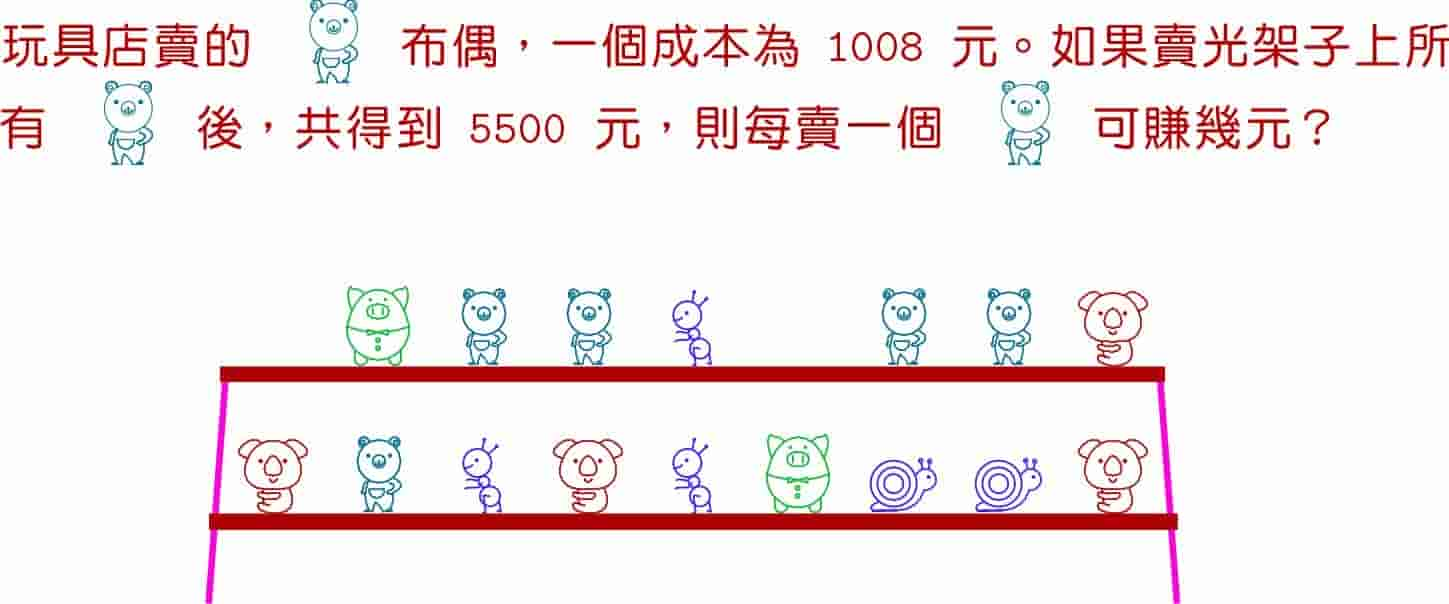 玩具店賣的 布偶，一個成本為 1008 元。如果賣光架子上所
有 後，共得到 5500 元，則每賣一個 可賺幾元？